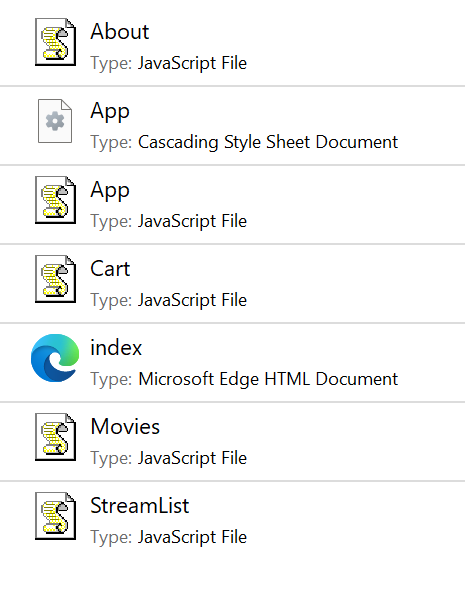 About
Type: JavaScript File
App
Type: Cascading Style Sheet Document
App
Type: JavaScript File
Cart
Type: JavaScript File
index
Type: Microsoft Edge HTML Document
Movies
Type: JavaScript File
StreamList
Type: JavaScript File